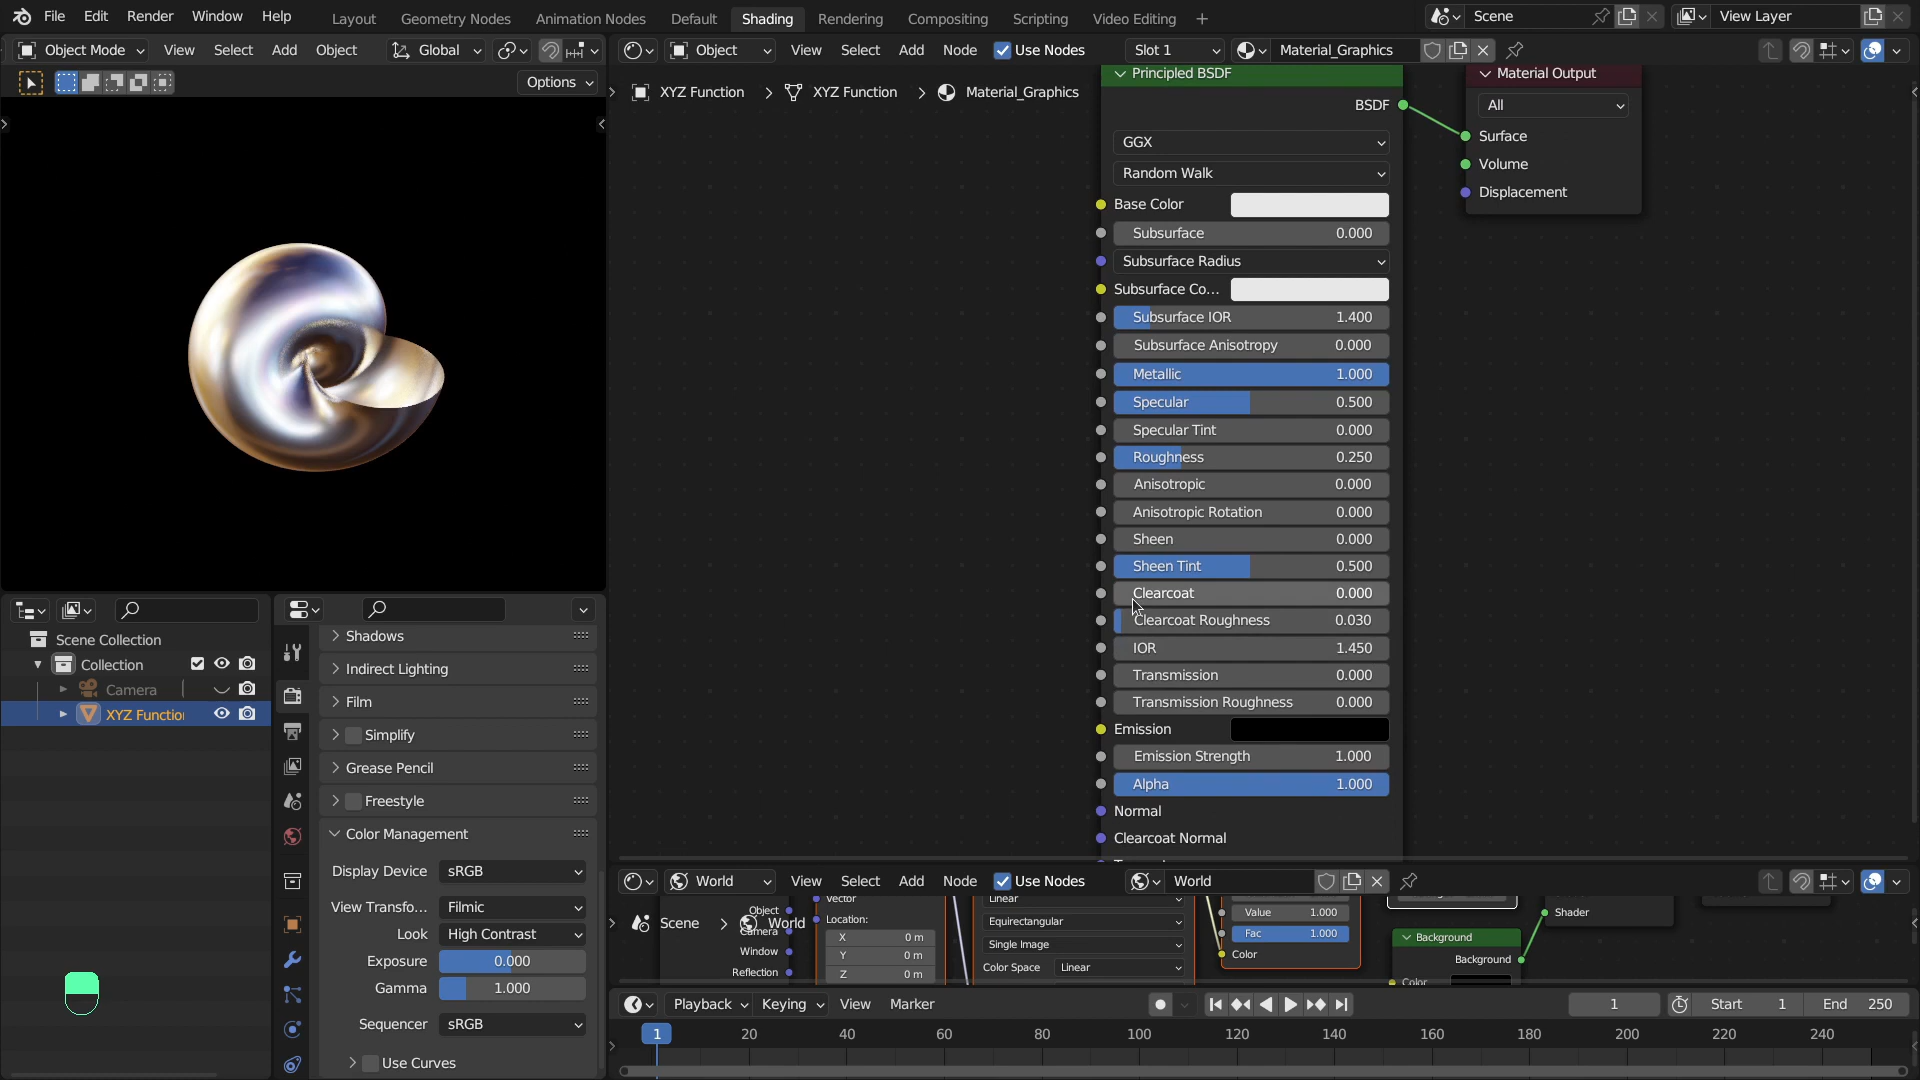 File Edit Render Window Help Layout Geometry Nodes Animation Nodes Default Shading Rendering Compositing Scripting Video Editing + Scene View Layer
Object Mode View Select Add Object Global Object View Select Add Node Use Nodes Slot 1 Material_Graphics
Options
XYZ Function > XYZ Function > Material_Graphics
Principled BSDF
BSDF
GGX
Random Walk
Base Color
Subsurface 0.000
Subsurface Radius
Subsurface Co...
Subsurface IOR 1.400
Subsurface Anisotropy 0.000
Metallic 1.000
Specular 0.500
Specular Tint 0.000
Roughness 0.250
Anisotropic 0.000
Anisotropic Rotation 0.000
Sheen 0.000
Sheen Tint 0.500
Clearcoat 0.000
Clearcoat Roughness 0.030
IOR 1.450
Transmission 0.000
Transmission Roughness 0.000
Emission
Emission Strength 1.000
Alpha 1.000
Normal
Clearcoat Normal
Material Output
All
Surface
Volume
Displacement
Scene Collection
Collection
Camera
XYZ Function
Shadows
Indirect Lighting
Film
Simplify
Grease Pencil
Freestyle
Color Management
Display Device sRGB
View Transfo... Filmic
Look High Contrast
Exposure 0.000
Gamma 1.000
Sequencer sRGB
Use Curves
World View Select Add Node Use Nodes World
Scene > World
Object
Camera
Window
Reflection
Vector
Location:
X 0 m
Y 0 m
Z 0 m
Linear
Equirectangular
Single Image
Color Space Linear
Value 1.000
Fac 1.000
Color
Background
Background
Color
Shader
Playback Keying View Marker 1 Start 1 End 250
1 20 40 60 80 100 120 140 160 180 200 220 240